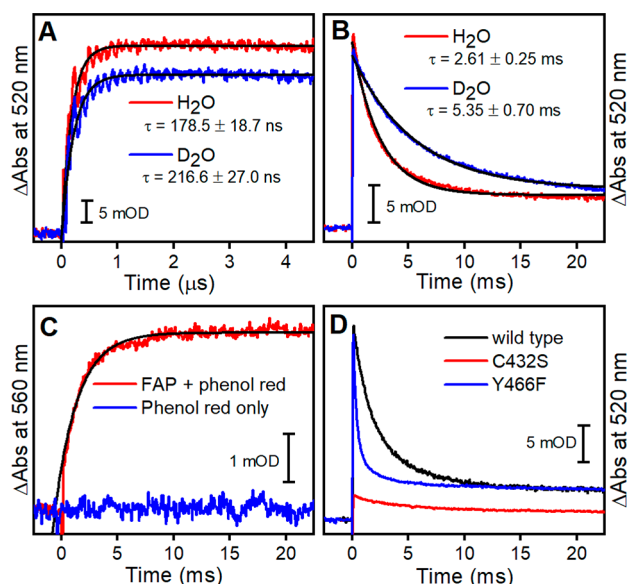 A
ΔAbs at 520 nm
H2O
τ = 178.5 ± 18.7 ns
D2O
τ = 216.6 ± 27.0 ns
5 mOD
0 1 2 3 4
Time (μs)
B
H2O
τ = 2.61 ± 0.25 ms
D2O
τ = 5.35 ± 0.70 ms
5 mOD
ΔAbs at 520 nm
0 5 10 15 20
Time (ms)
C
ΔAbs at 560 nm
FAP + phenol red
Phenol red only
1 mOD
0 5 10 15 20
Time (ms)
D
wild type
C432S
Y466F
5 mOD
ΔAbs at 520 nm
0 5 10 15 20
Time (ms)